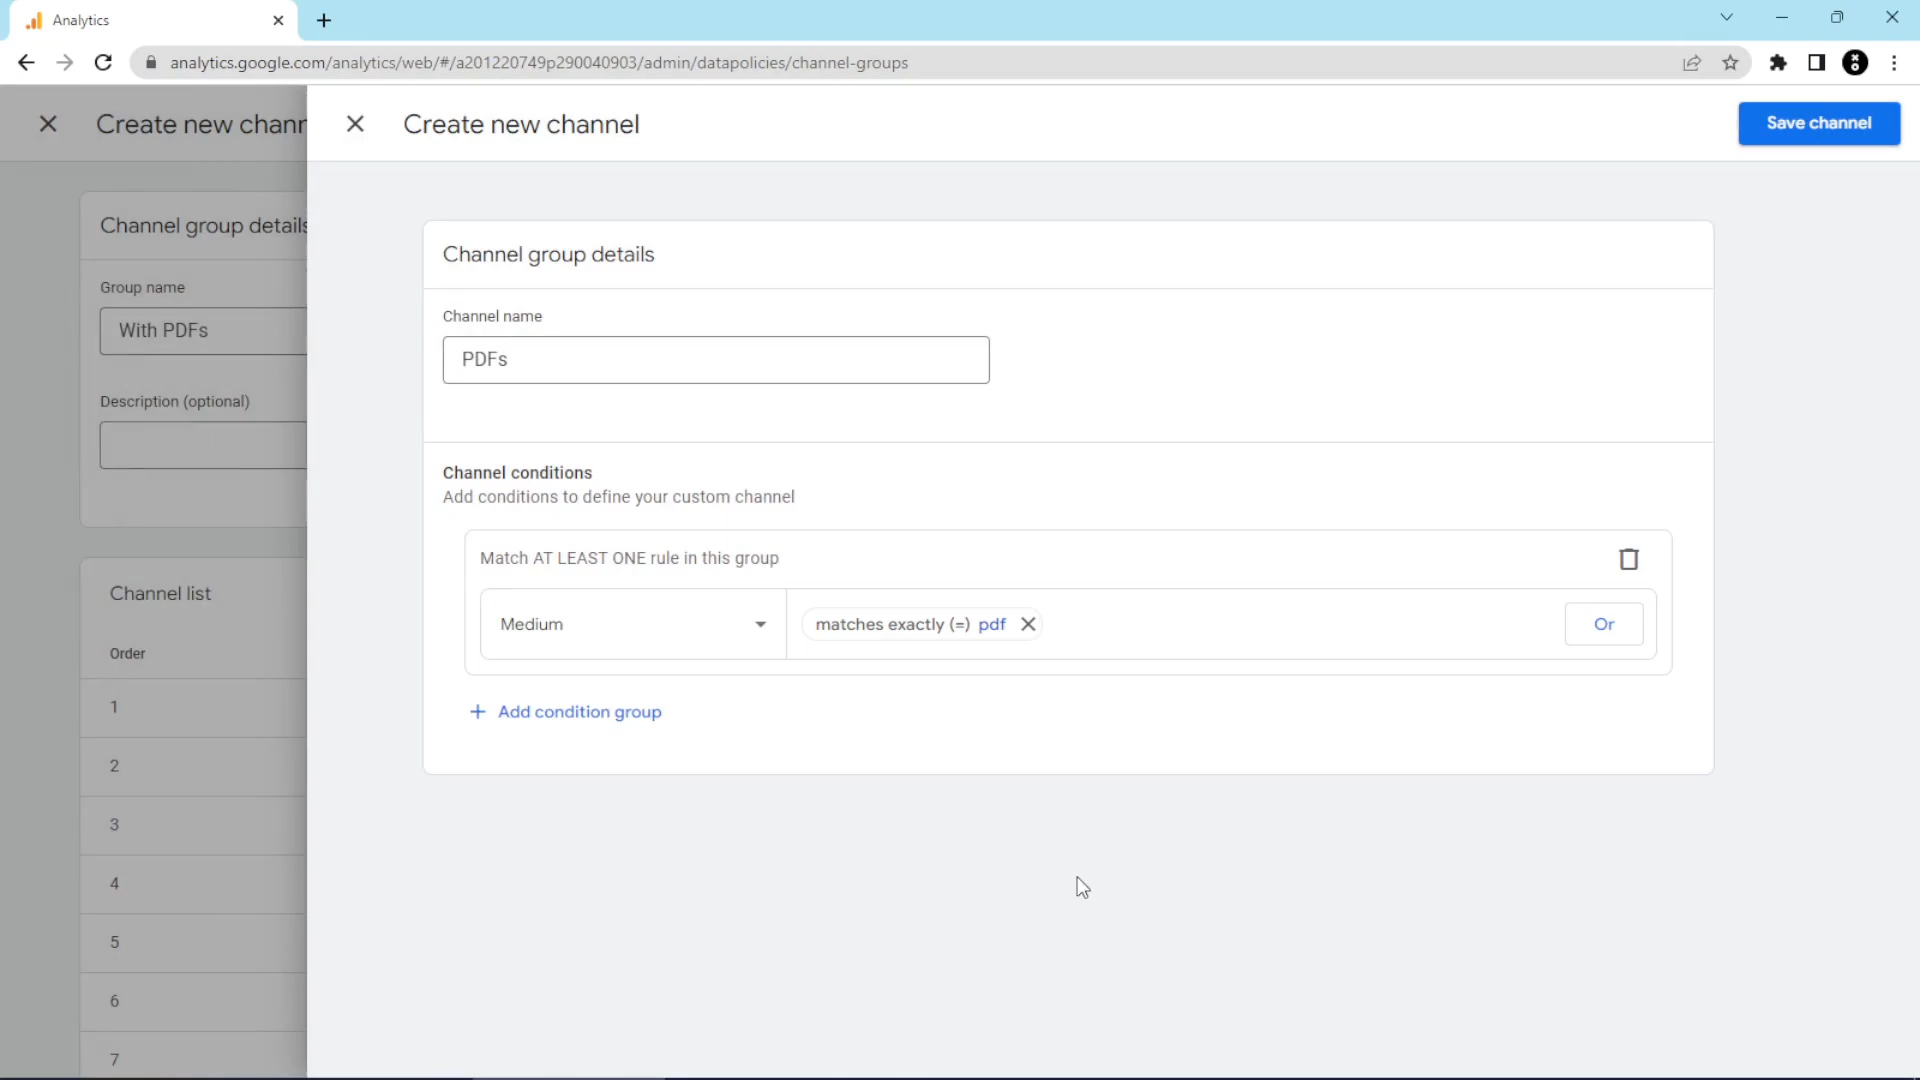 Analytics
analytics.google.com/analytics/web/#/a201220749p290040903/admin/datapolicies/channel-groups
Create new chann
Channel group details
Group name
With PDFs
Description (optional)
Channel list
Order
1
2
3
4
5
6
7
Create new channel
Save channel
Channel group details
Channel name
PDFs
Channel conditions
Add conditions to define your custom channel
Match AT LEAST ONE rule in this group
Medium
matches exactly (=) pdf
Or
Add condition group